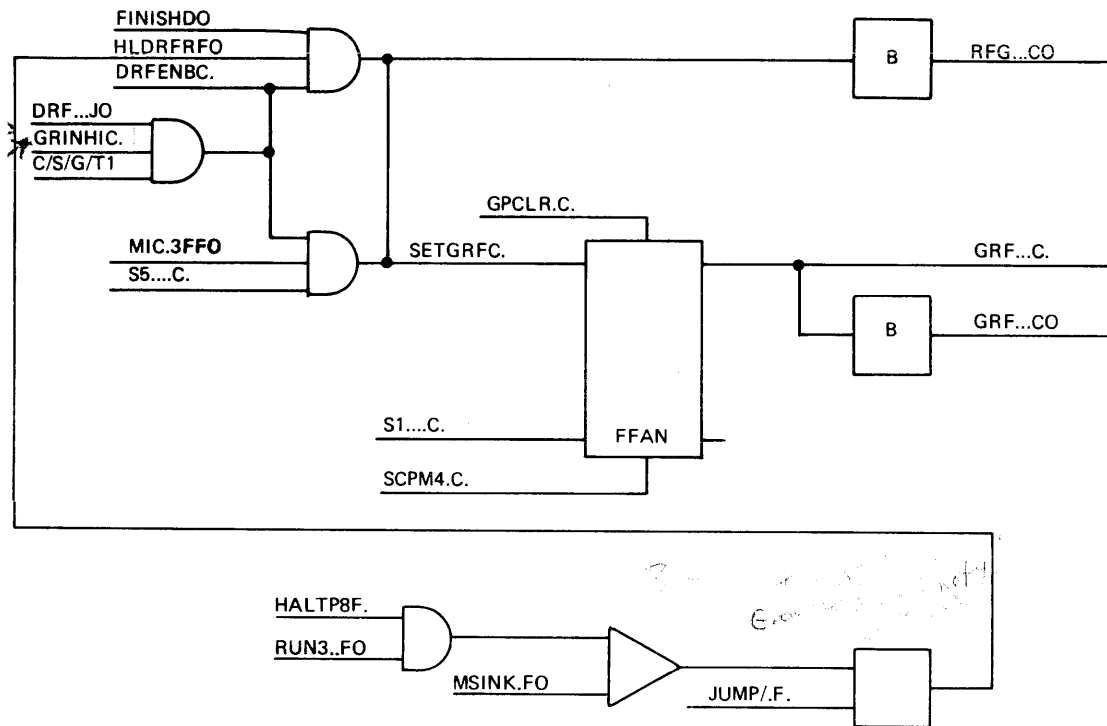 FINISHDO
HLDRFRFO
DRFENBC.
B
RFG...CO
DRF...JO
GRINHIC.
C/S/G/T1
GPCLR.C.
MIC.3FFO
SETGRFC.
GRF...C.
S5....C.
B
GRF...CO
S1....C.
FFAN
SCPM4.C.
HALTP8F.
RUN3..FO
MSINK.FO
JUMP/.F.